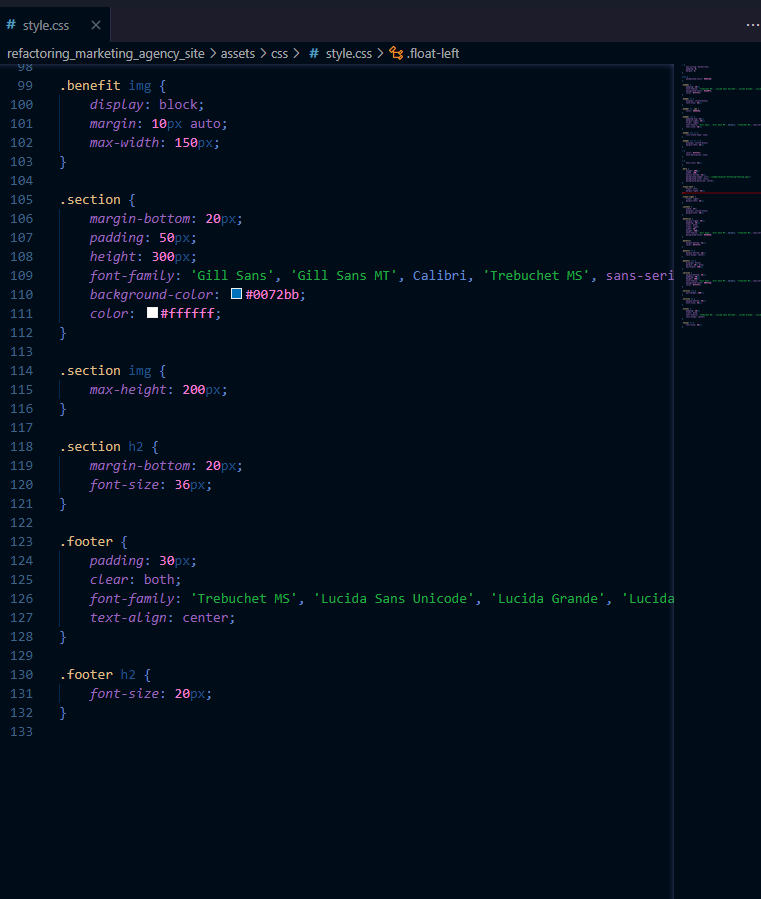 # style.css ×
refactoring_marketing_agency_site > assets > css > # style.css > .float-left
98
99 .benefit img {
100 display: block;
101 margin: 10px auto;
102 max-width: 150px;
103 }
104
105 .section {
106 margin-bottom: 20px;
107 padding: 50px;
108 height: 300px;
109 font-family: 'Gill Sans', 'Gill Sans MT', Calibri, 'Trebuchet MS', sans-seri
110 background-color: #0072bb;
111 color: #ffffff;
112 }
113
114 .section img {
115 max-height: 200px;
116 }
117
118 .section h2 {
119 margin-bottom: 20px;
120 font-size: 36px;
121 }
122
123 .footer {
124 padding: 30px;
125 clear: both;
126 font-family: 'Trebuchet MS', 'Lucida Sans Unicode', 'Lucida Grande', 'Lucida
127 text-align: center;
128 }
129
130 .footer h2 {
131 font-size: 20px;
132 }
133